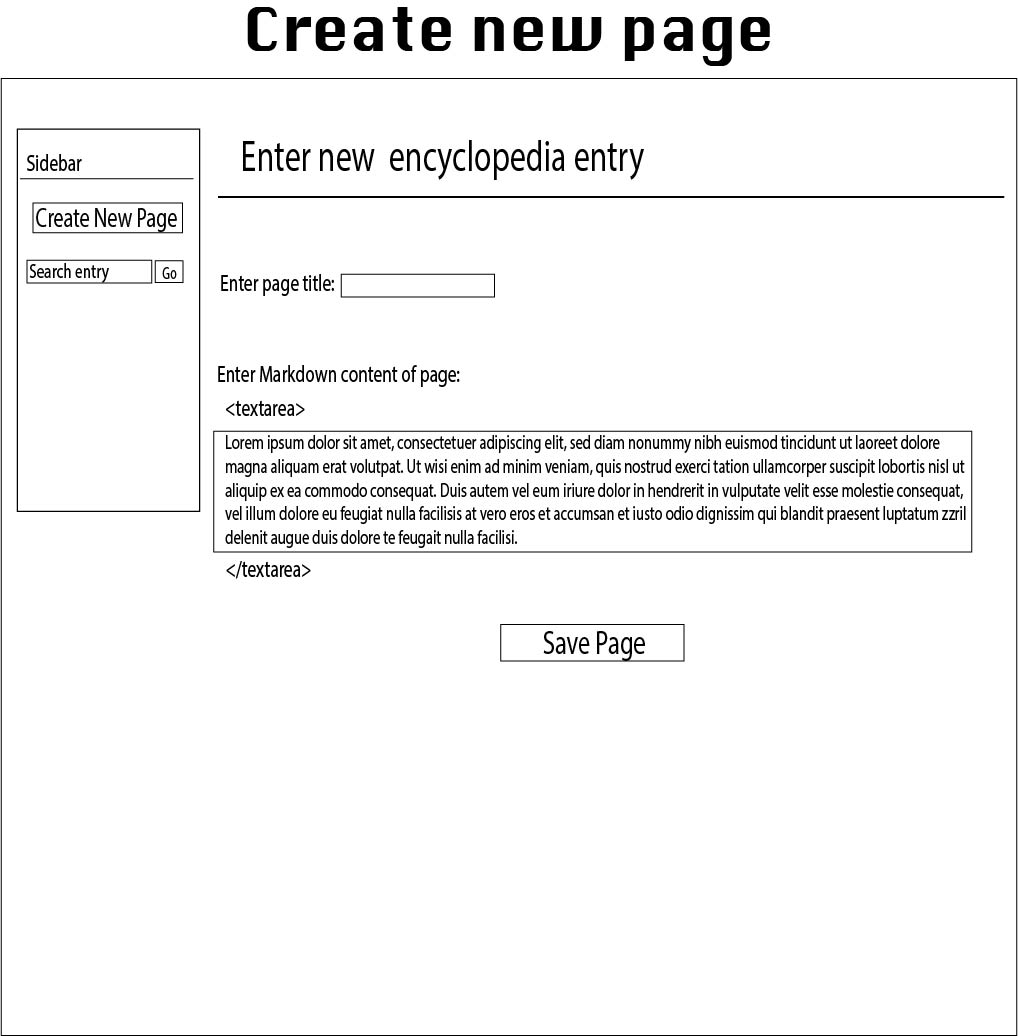 Create new page
Sidebar
Create New Page
Search entry
Go
Enter new encyclopedia entry
Enter page title:
Enter Markdown content of page:
<textarea>
Lorem ipsum dolor sit amet, consectetuer adipiscing elit, sed diam nonummy nibh euismod tincidunt ut laoreet dolore
magna aliquam erat volutpat. Ut wisi enim ad minim veniam, quis nostrud exerci tation ullamcorper suscipit lobortis nisl ut
aliquip ex ea commodo consequat. Duis autem vel eum iriure dolor in hendrerit in vulputate velit esse molestie consequat,
vel illum dolore eu feugiat nulla facilisis at vero eros et accumsan et iusto odio dignissim qui blandit praesent luptatum zzril
delenit augue duis dolore te feugait nulla facilisi.
</textarea>
Save Page